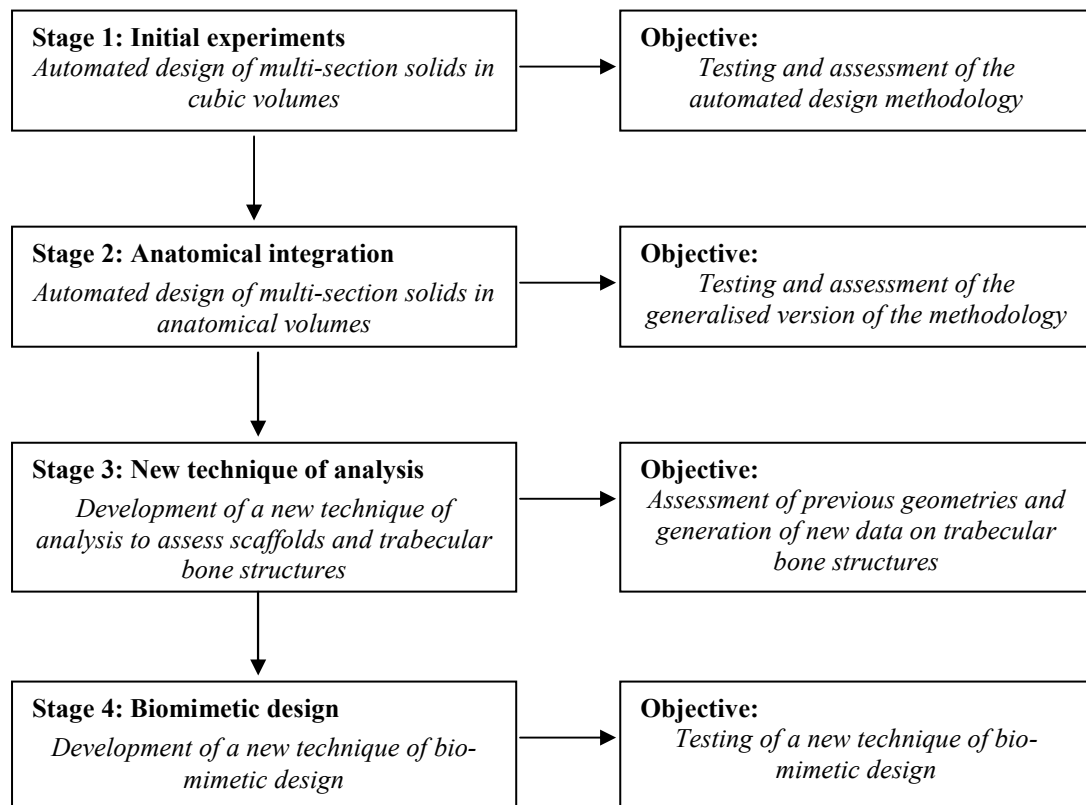 Stage 1: Initial experiments
Automated design of multi-section solids in
cubic volumes
Objective:
Testing and assessment of the
automated design methodology
Stage 2: Anatomical integration
Automated design of multi-section solids in
anatomical volumes
Objective:
Testing and assessment of the
generalised version of the methodology
Stage 3: New technique of analysis
Development of a new technique of
analysis to assess scaffolds and trabecular
bone structures
Objective:
Assessment of previous geometries and
generation of new data on trabecular
bone structures
Stage 4: Biomimetic design
Development of a new technique of bio-
mimetic design
Objective:
Testing of a new technique of bio-
mimetic design